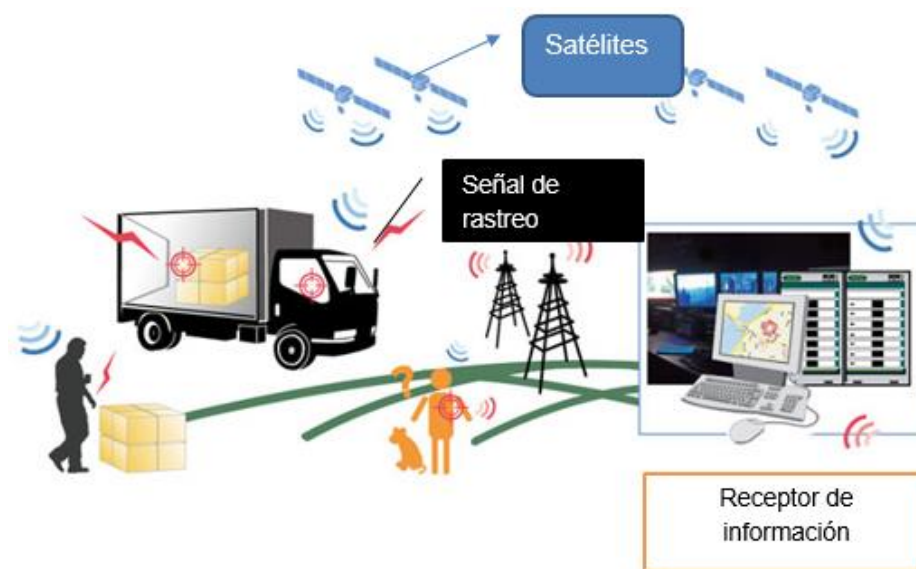 Satélites
Señal de
rastreo
Receptor de
información